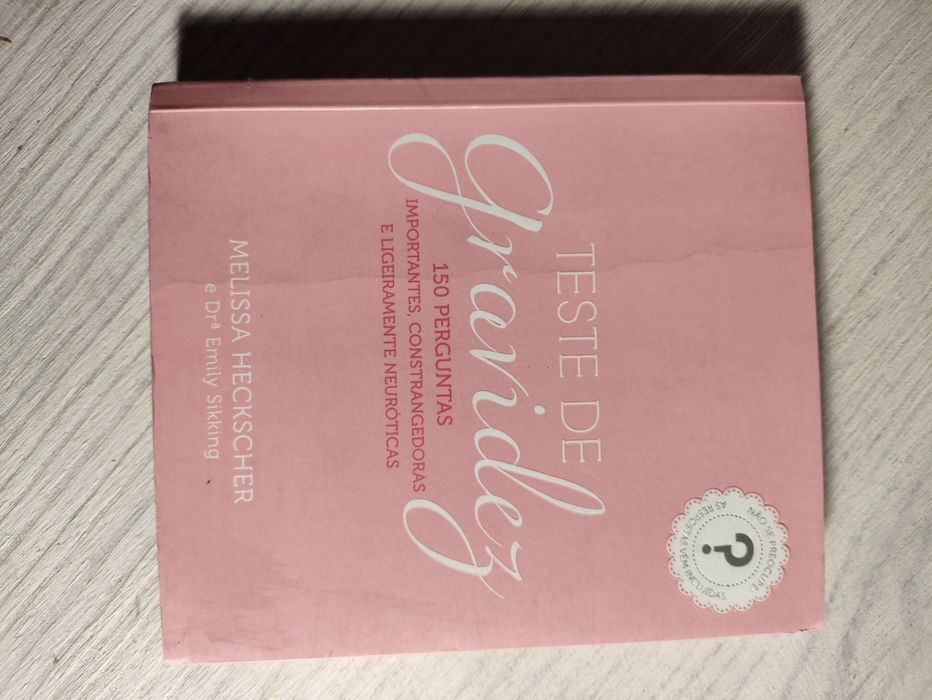 TESTE DE
gravidez
150 PERGUNTAS
IMPORTANTES, CONSTRANGEDORAS
E LIGEIRAMENTE NEURÓTICAS
MELISSA HECKSCHER
e Drª Emily Sikking
NÃO SE PREOCUPE!
?
AS RESPOSTAS VÊM INCLUÍDAS